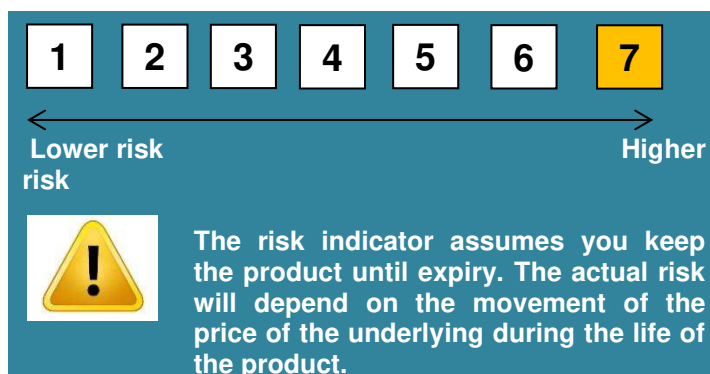 1 2 3 4 5 6 7
Lower risk Higher
risk
!
The risk indicator assumes you keep
the product until expiry. The actual risk
will depend on the movement of the
price of the underlying during the life of
the product.